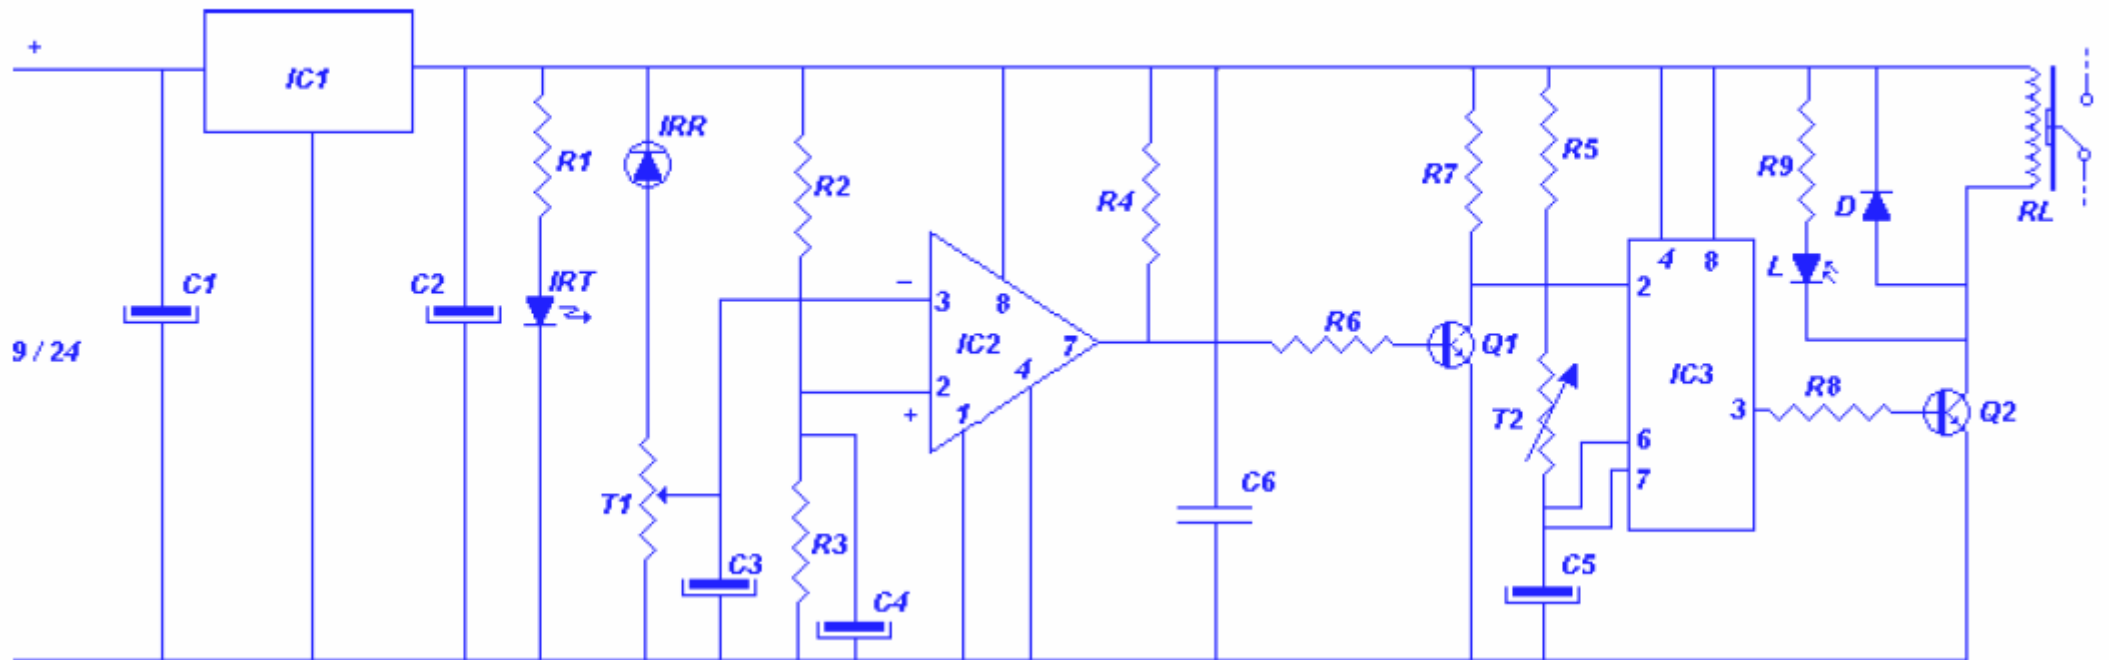 +
IC1
IRR
R1
R2
R4
R7
R5
R9
D
RL
C1
C2
IRT
L
4 8
2
- 3
8
IC2
7
R6
Q1
9 / 24
4
IC3
2
+
1
R8
3
Q2
T2
6
7
T1
C6
R3
C3
C5
C4